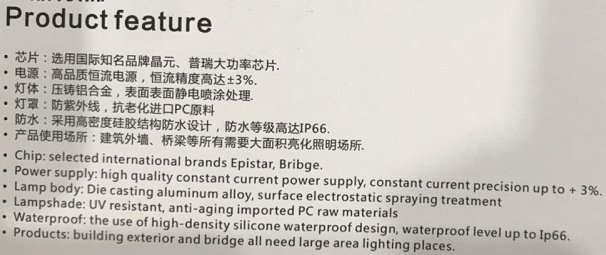 Product feature
• 芯片：选用国际知名品牌晶元、普瑞大功率芯片.
• 电源：高品质恒流电源，恒流精度高达±3%.
• 灯体：压铸铝合金，表面表面静电喷涂处理.
• 灯罩：防紫外线，抗老化进口PC原料
• 防水：采用高密度硅胶结构防水设计，防水等级高达IP66.
• 产品使用场所：建筑外墙、桥梁等所有需要大面积亮化照明场所.
• Chip: selected international brands Epistar, Bribge.
• Power supply: high quality constant current power supply, constant current precision up to + 3%.
• Lamp body: Die casting aluminum alloy, surface electrostatic spraying treatment
• Lampshade: UV resistant, anti-aging imported PC raw materials
• Waterproof: the use of high-density silicone waterproof design, waterproof level up to Ip66.
• Products: building exterior and bridge all need large area lighting places.